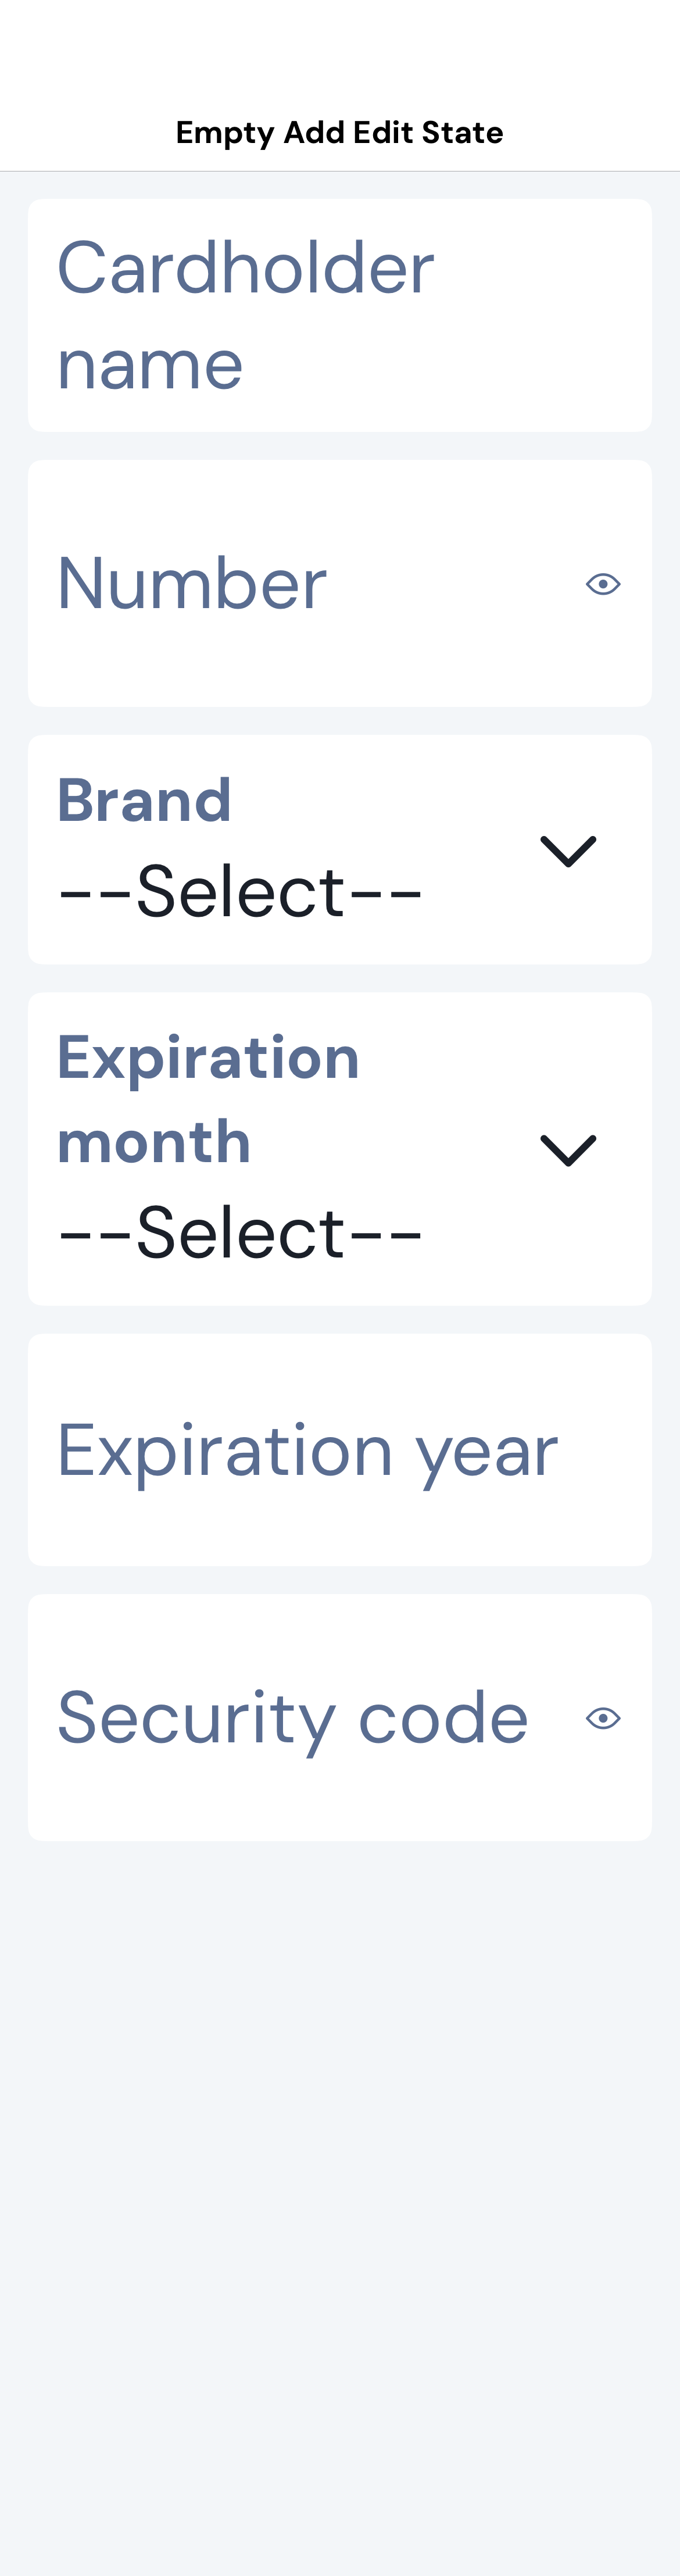 Empty Add Edit State
Cardholder
name
Number
Brand
--Select--
Expiration
month
--Select--
Expiration year
Security code